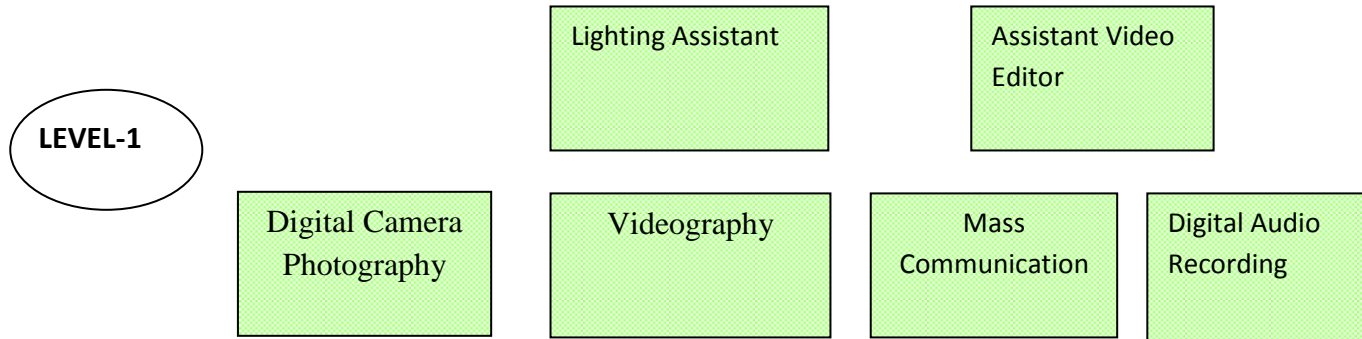 Lighting Assistant
Assistant Video
Editor
LEVEL-1
Digital Camera
Photography
Videography
Mass
Communication
Digital Audio
Recording